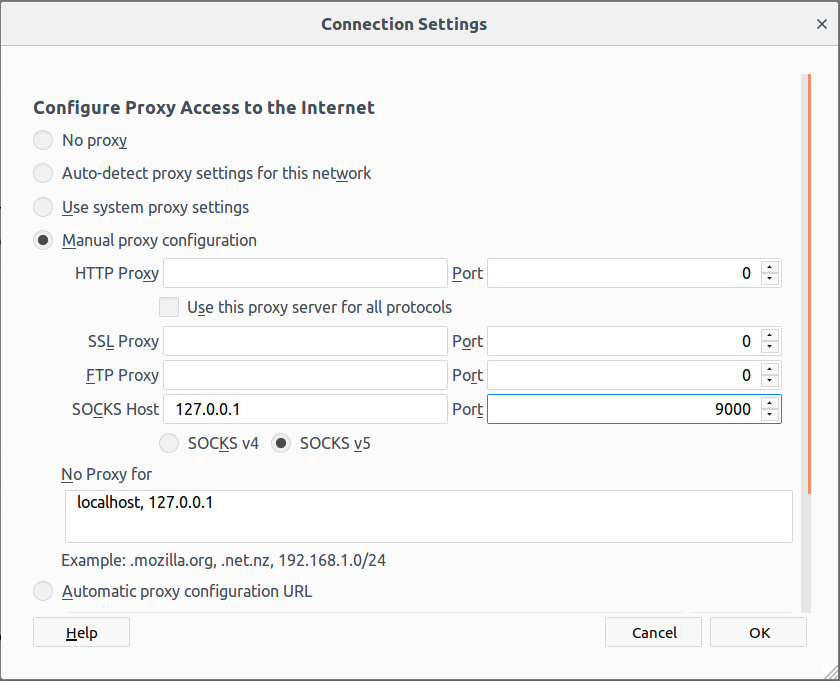 Connection Settings
Configure Proxy Access to the Internet
No proxy
Auto-detect proxy settings for this network
Use system proxy settings
Manual proxy configuration
HTTP Proxy Port 0
Use this proxy server for all protocols
SSL Proxy Port 0
FTP Proxy Port 0
SOCKS Host 127.0.0.1 Port 9000
SOCKS v4 SOCKS v5
No Proxy for
localhost, 127.0.0.1
Example: .mozilla.org, .net.nz, 192.168.1.0/24
Automatic proxy configuration URL
Help Cancel OK